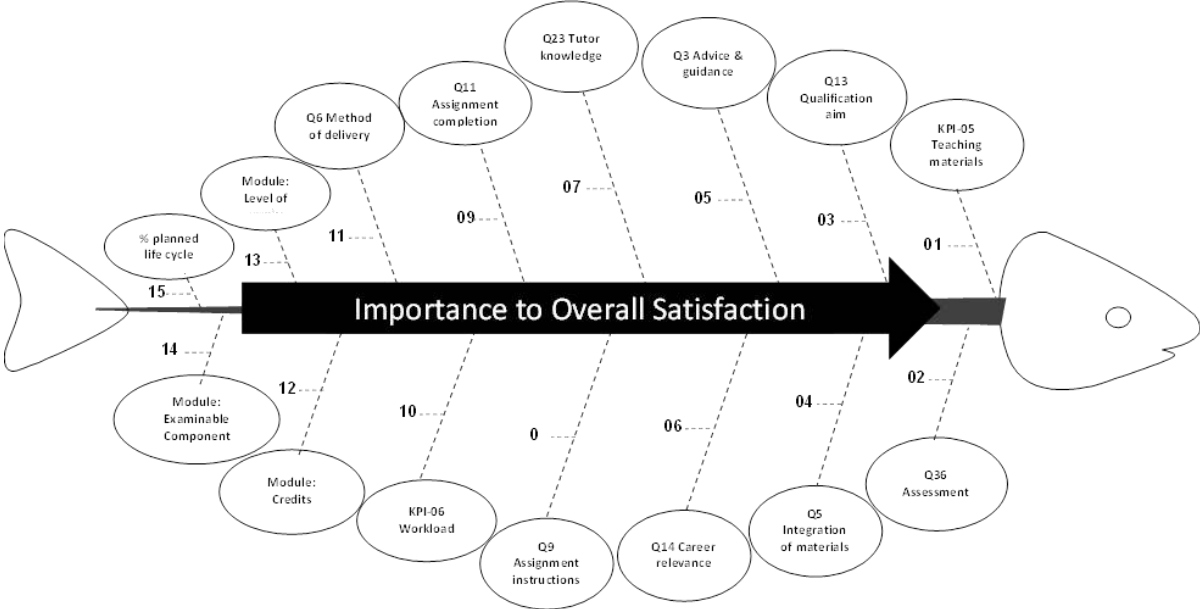 Q23 Tutor
knowledge
Q3 Advice &
guidance
Q11
Assignment
completion
Q13
Qualification
aim
Q6 Method
of delivery
KPI-05
Teaching
materials
Module:
Level of
% planned
life cycle
15
13
11
09
07
05
03
01
Importance to Overall Satisfaction
14
12
10
0
06
04
02
Module:
Examinable
Component
Module:
Credits
KPI-06
Workload
Q9
Assignment
instructions
Q14 Career
relevance
Q5
Integration
of materials
Q36
Assessment